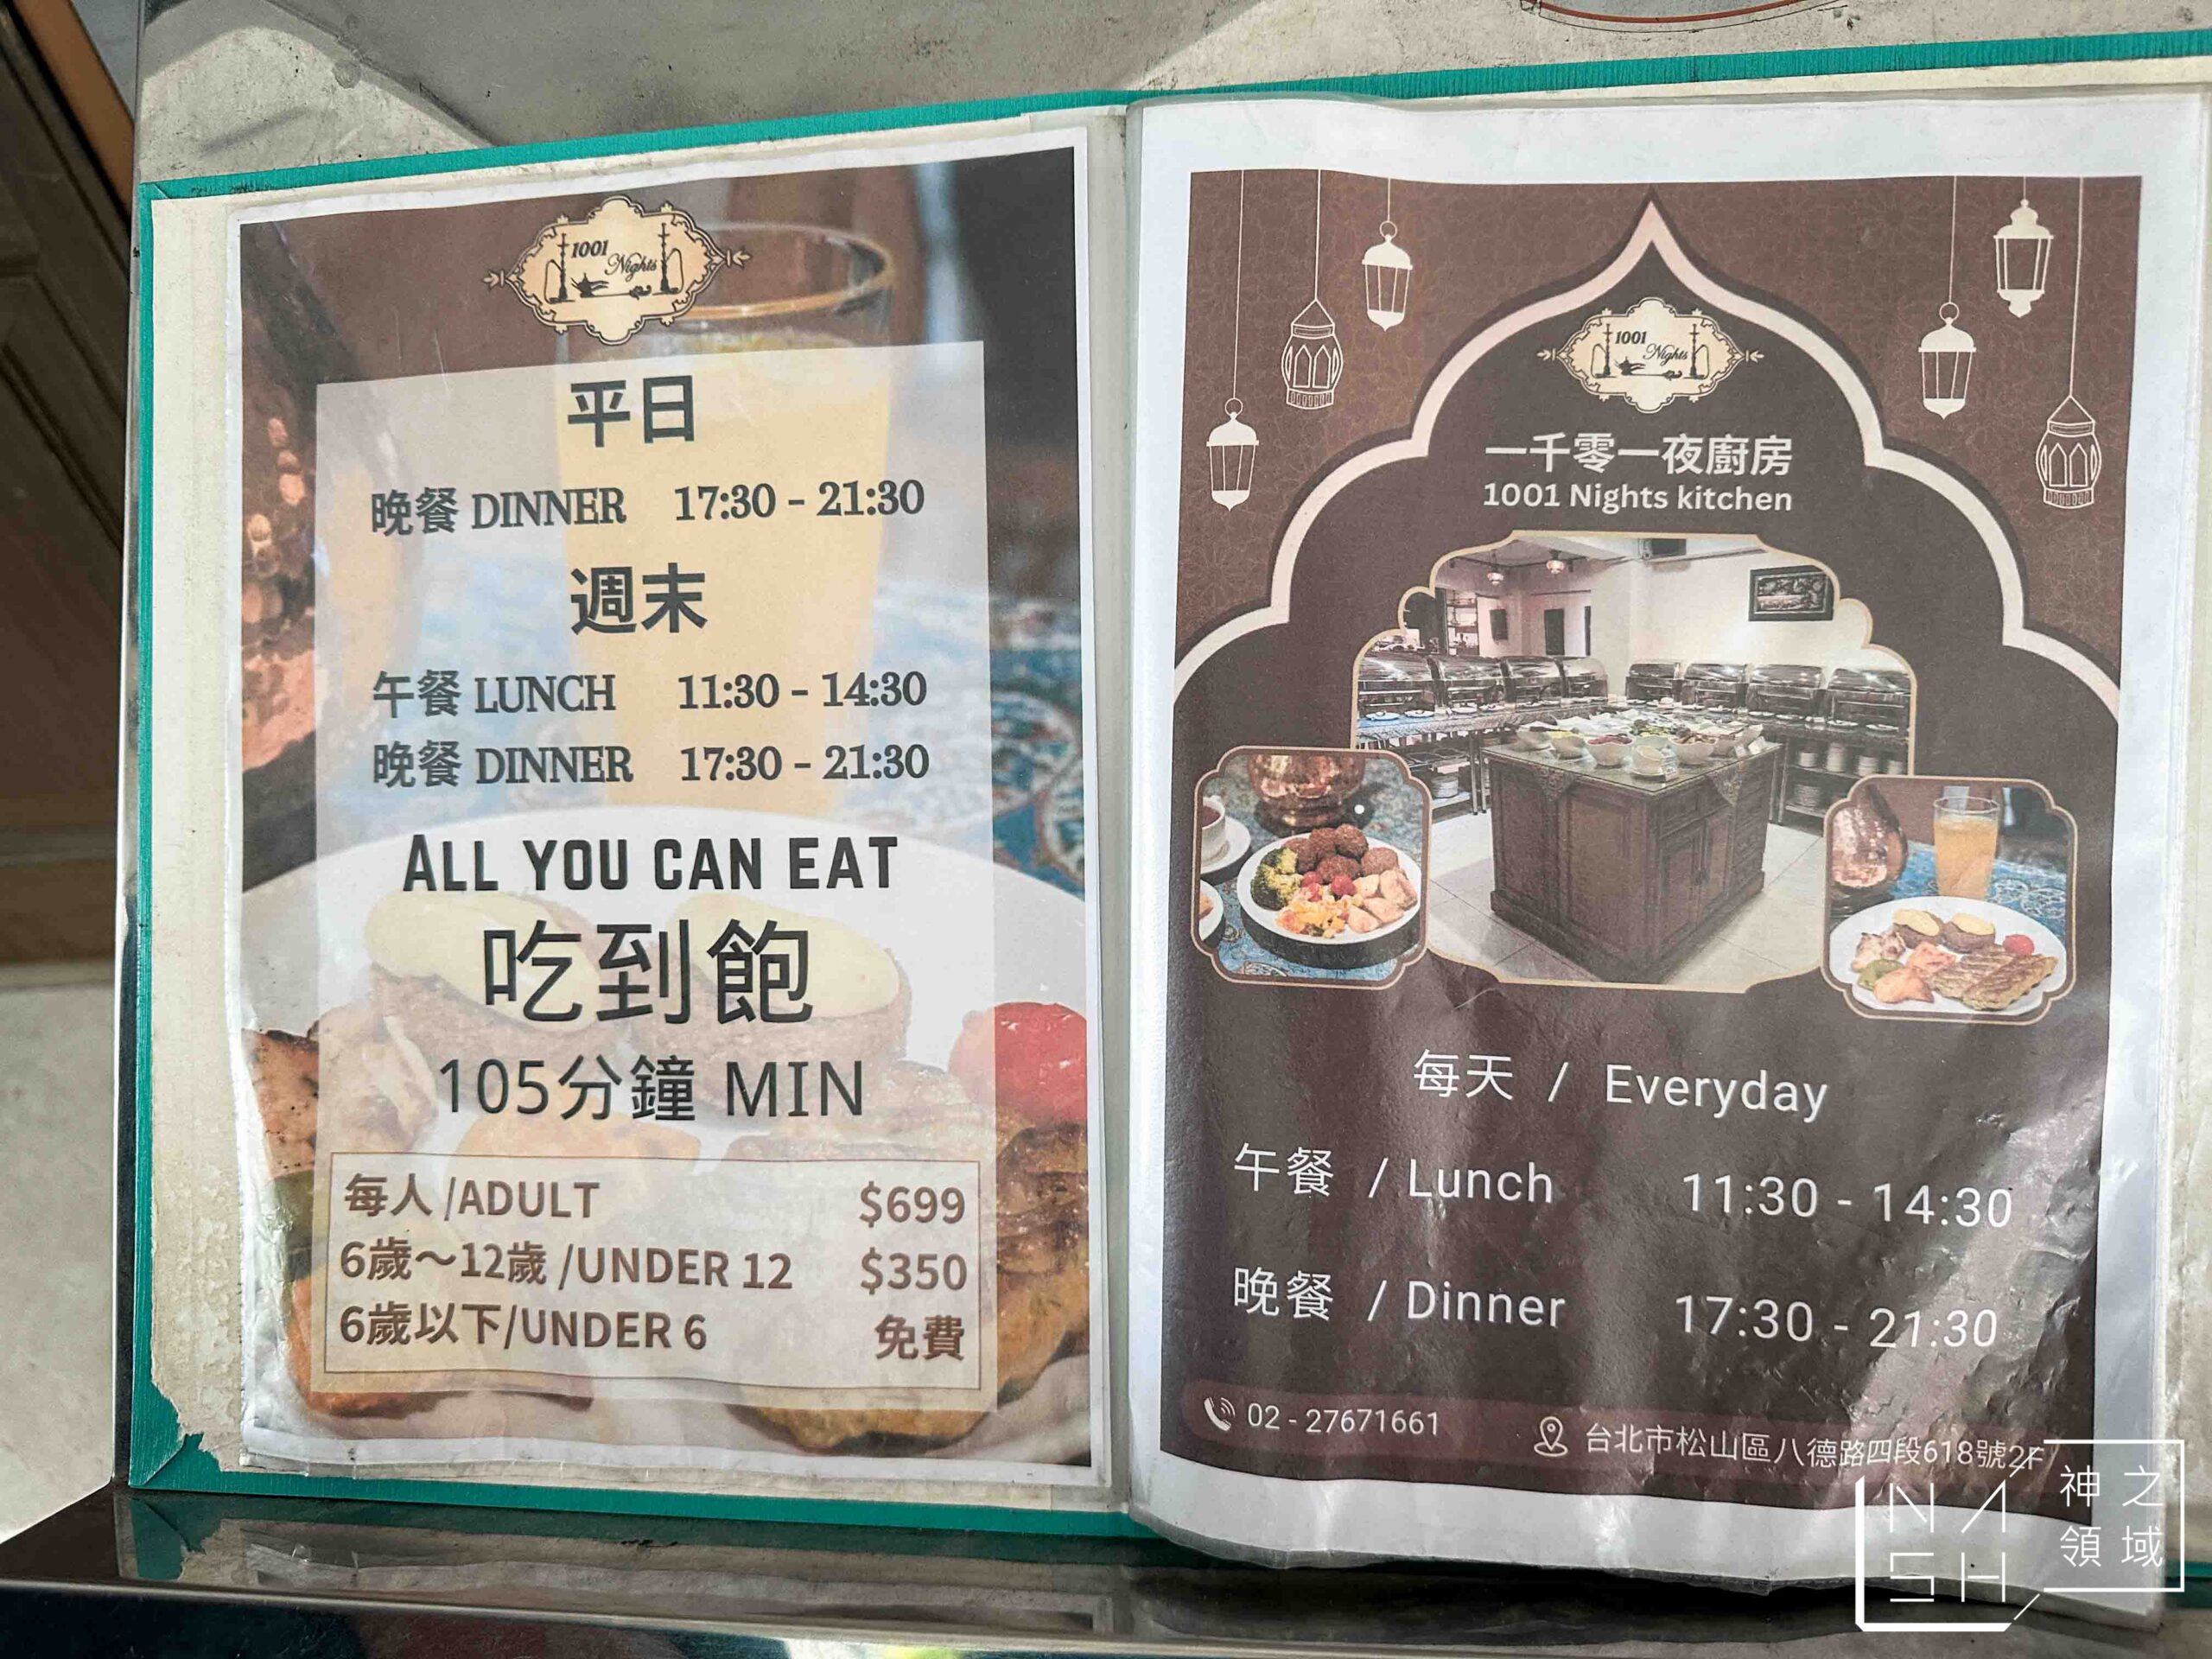 1001
Nights
平日
晚餐 DINNER 17:30 - 21:30
週末
午餐 LUNCH 11:30 - 14:30
晚餐 DINNER 17:30 - 21:30
ALL YOU CAN EAT
吃到飽
105分鐘 MIN
每人 /ADULT $699
6歲～12歲 /UNDER 12 $350
6歲以下/UNDER 6 免費
1001
Nights
一千零一夜廚房
1001 Nights kitchen
每天 / Everyday
午餐 / Lunch 11:30 - 14:30
晚餐 / Dinner 17:30 - 21:30
02 - 27671661
台北市松山區八德路四段618號2F
NASH
神之
領域